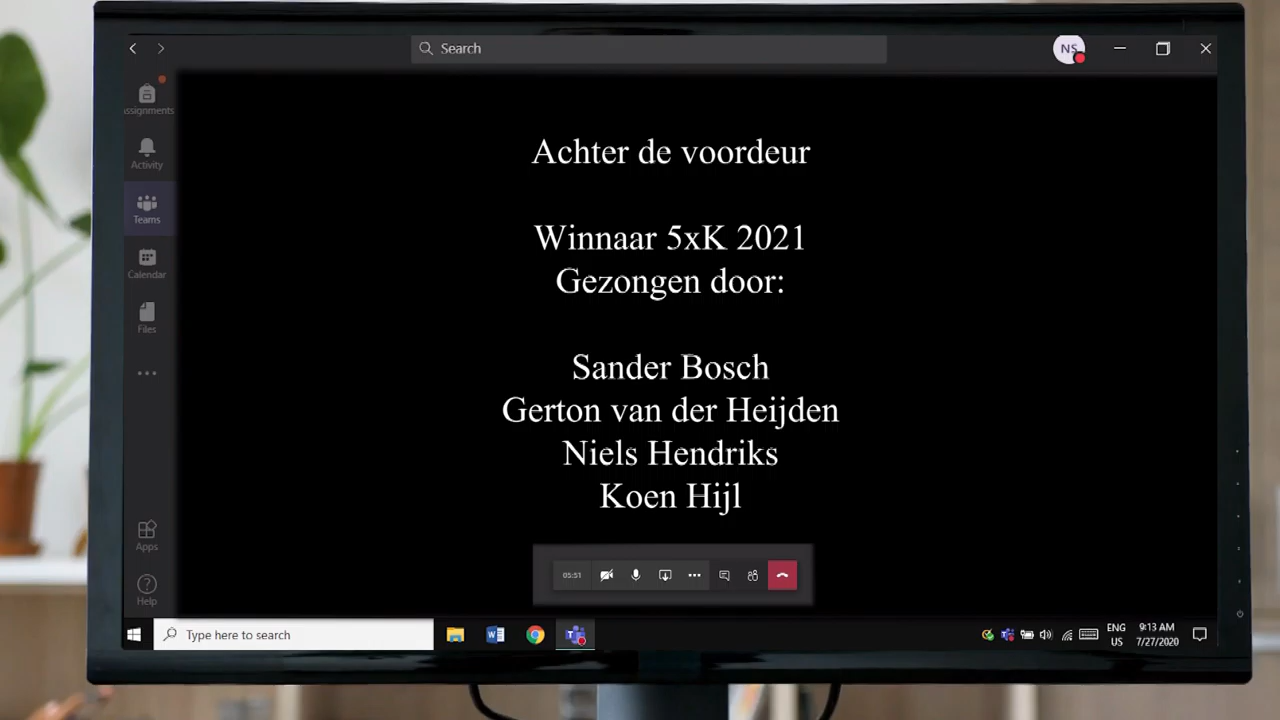 Search
NS
Assignments
Activity
Teams
Calendar
Files
Apps
Help
Achter de voordeur
Winnaar 5xK 2021
Gezongen door:
Sander Bosch
Gerton van der Heijden
Niels Hendriks
Koen Hijl
05:51
Type here to search
ENG
US
9:13 AM
7/27/2020